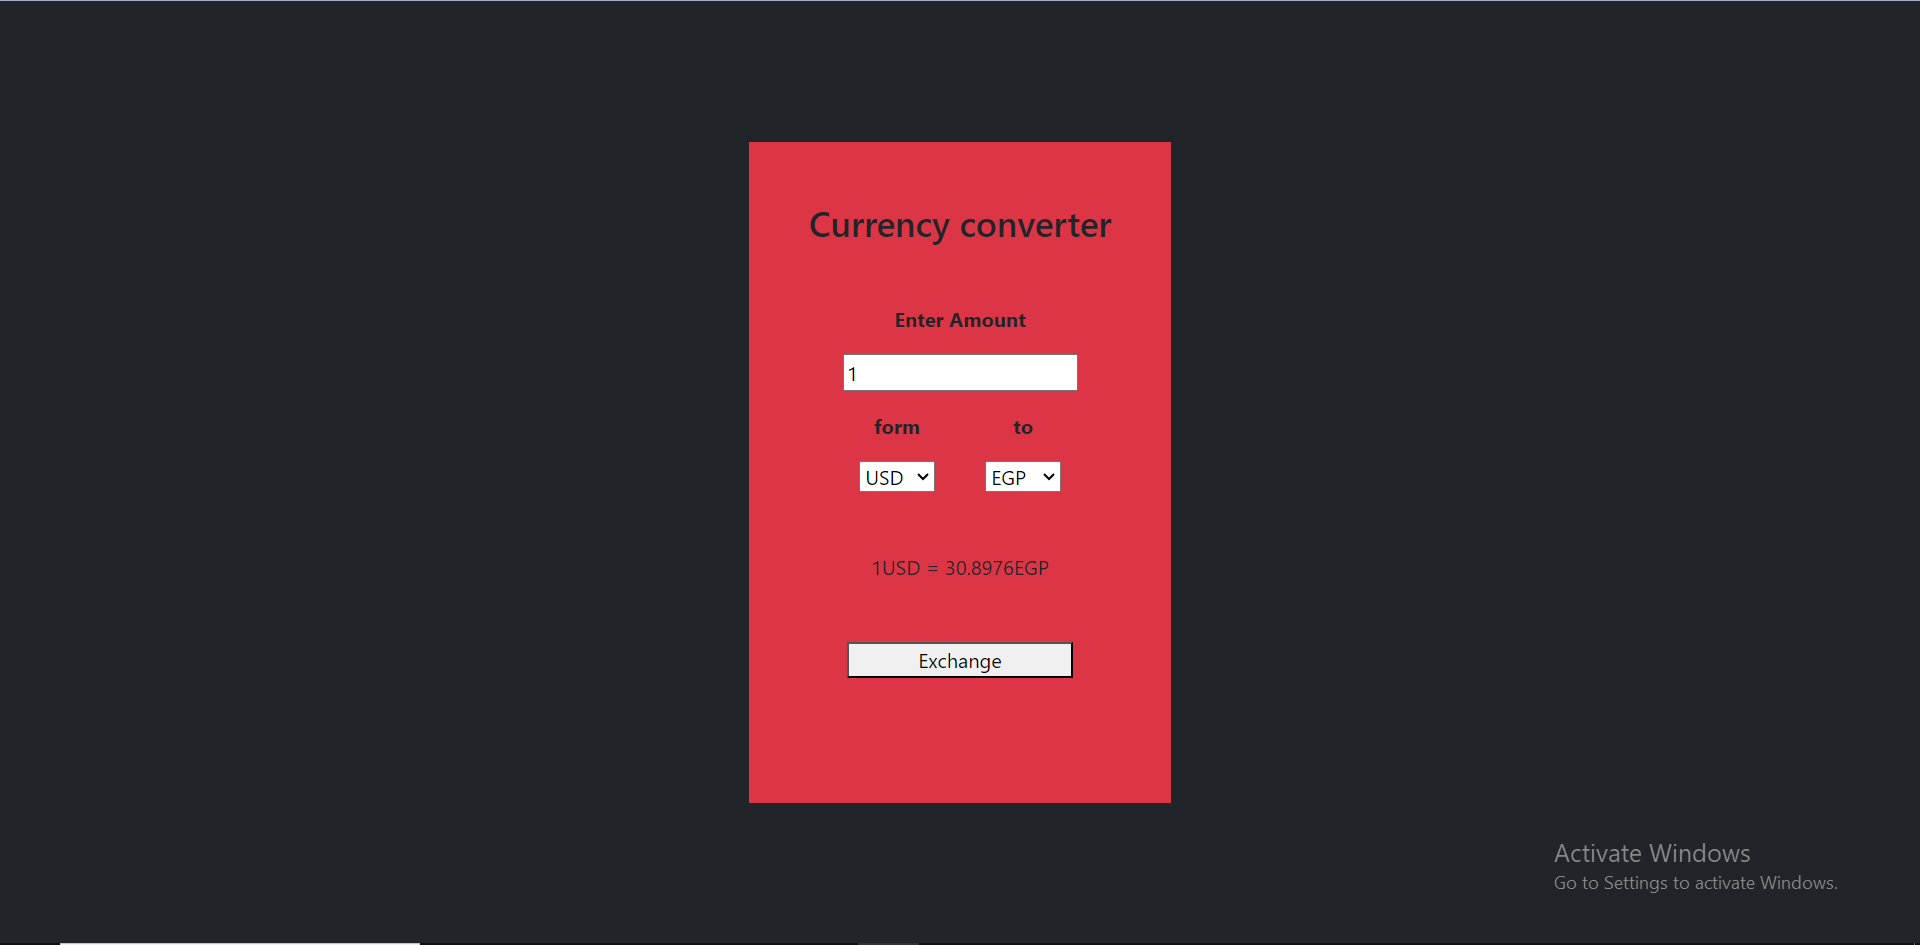 Currency converter
Enter Amount
1
form to
USD EGP
1USD = 30.8976EGP
Exchange
Activate Windows
Go to Settings to activate Windows.